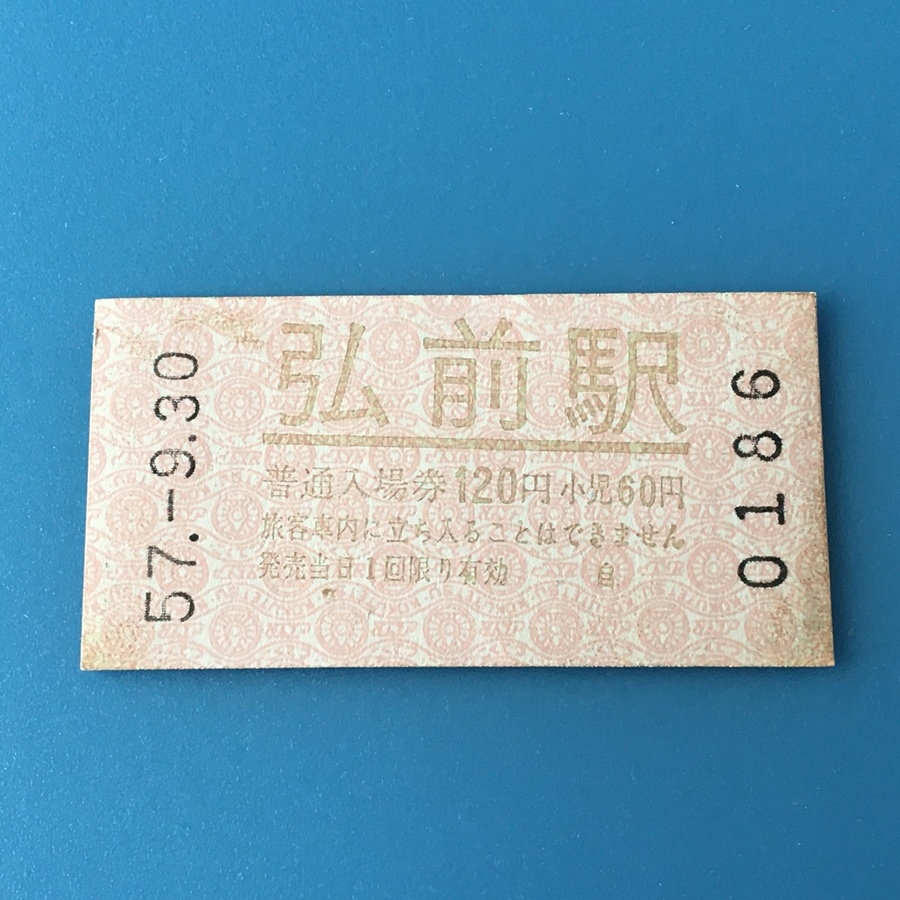 57.-9.30
弘前駅
普通入場券120円小児60円
旅客車内に立ち入ることはできません
発売当日1回限り有効 自
0186